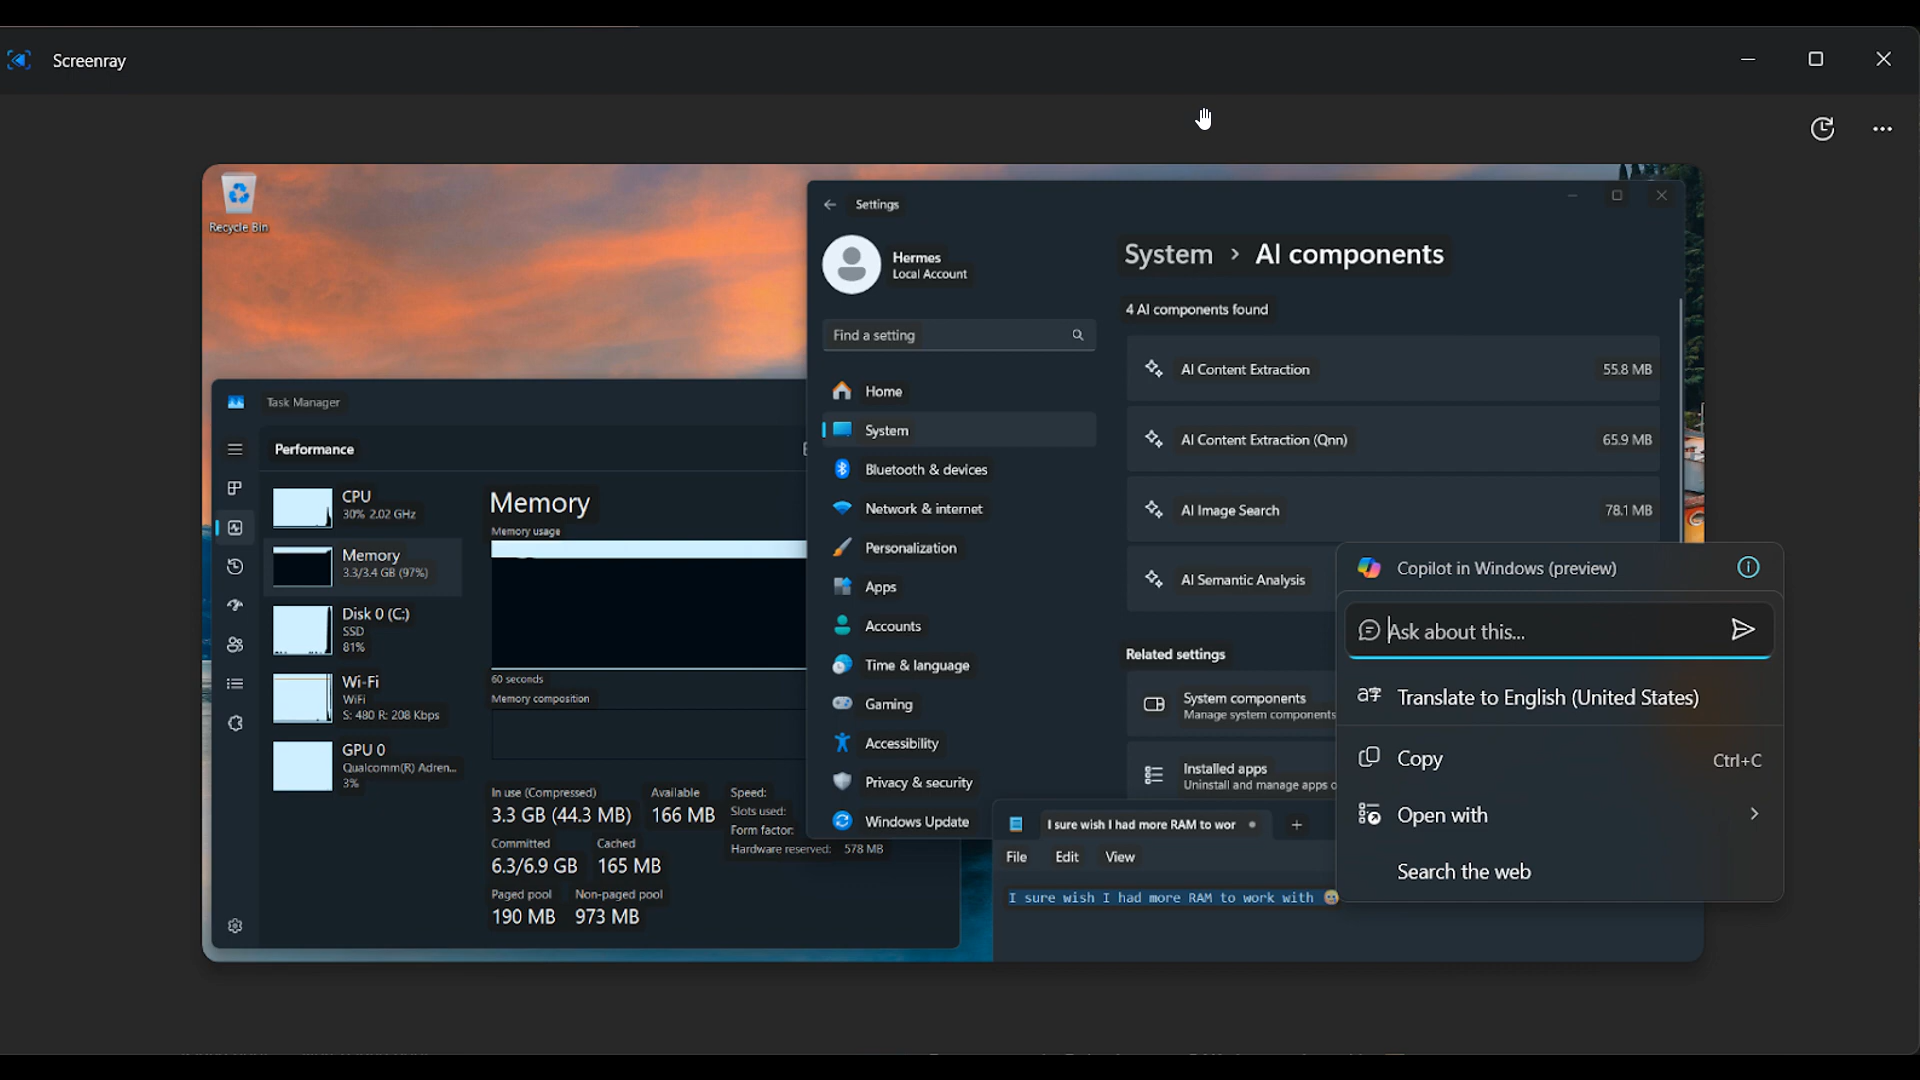 Screenray
Recycle Bin
Task Manager
Performance
CPU
30% 2.02 GHz
Memory
3.3/3.4 GB (97%)
Disk 0 (C:)
SSD
81%
Wi-Fi
WiFi
S: 480 R: 208 Kbps
GPU 0
Qualcomm(R) Adren...
3%
Memory
Memory usage
60 seconds
Memory composition
In use (Compressed)
3.3 GB (44.3 MB)
Available
166 MB
Committed
6.3/6.9 GB
Cached
165 MB
Paged pool
190 MB
Non-paged pool
973 MB
Speed:
Slots used:
Form factor:
Hardware reserved: 578 MB
Settings
Hermes
Local Account
Find a setting
Home
System
Bluetooth & devices
Network & internet
Personalization
Apps
Accounts
Time & language
Gaming
Accessibility
Privacy & security
Windows Update
System > AI components
4 AI components found
AI Content Extraction 55.8 MB
AI Content Extraction (Qnn) 65.9 MB
AI Image Search 78.1 MB
AI Semantic Analysis
Related settings
System components
Manage system components
Installed apps
Uninstall and manage apps o
I sure wish I had more RAM to wor
File Edit View
I sure wish I had more RAM to work with
Copilot in Windows (preview)
Ask about this...
Translate to English (United States)
Copy Ctrl+C
Open with
Search the web